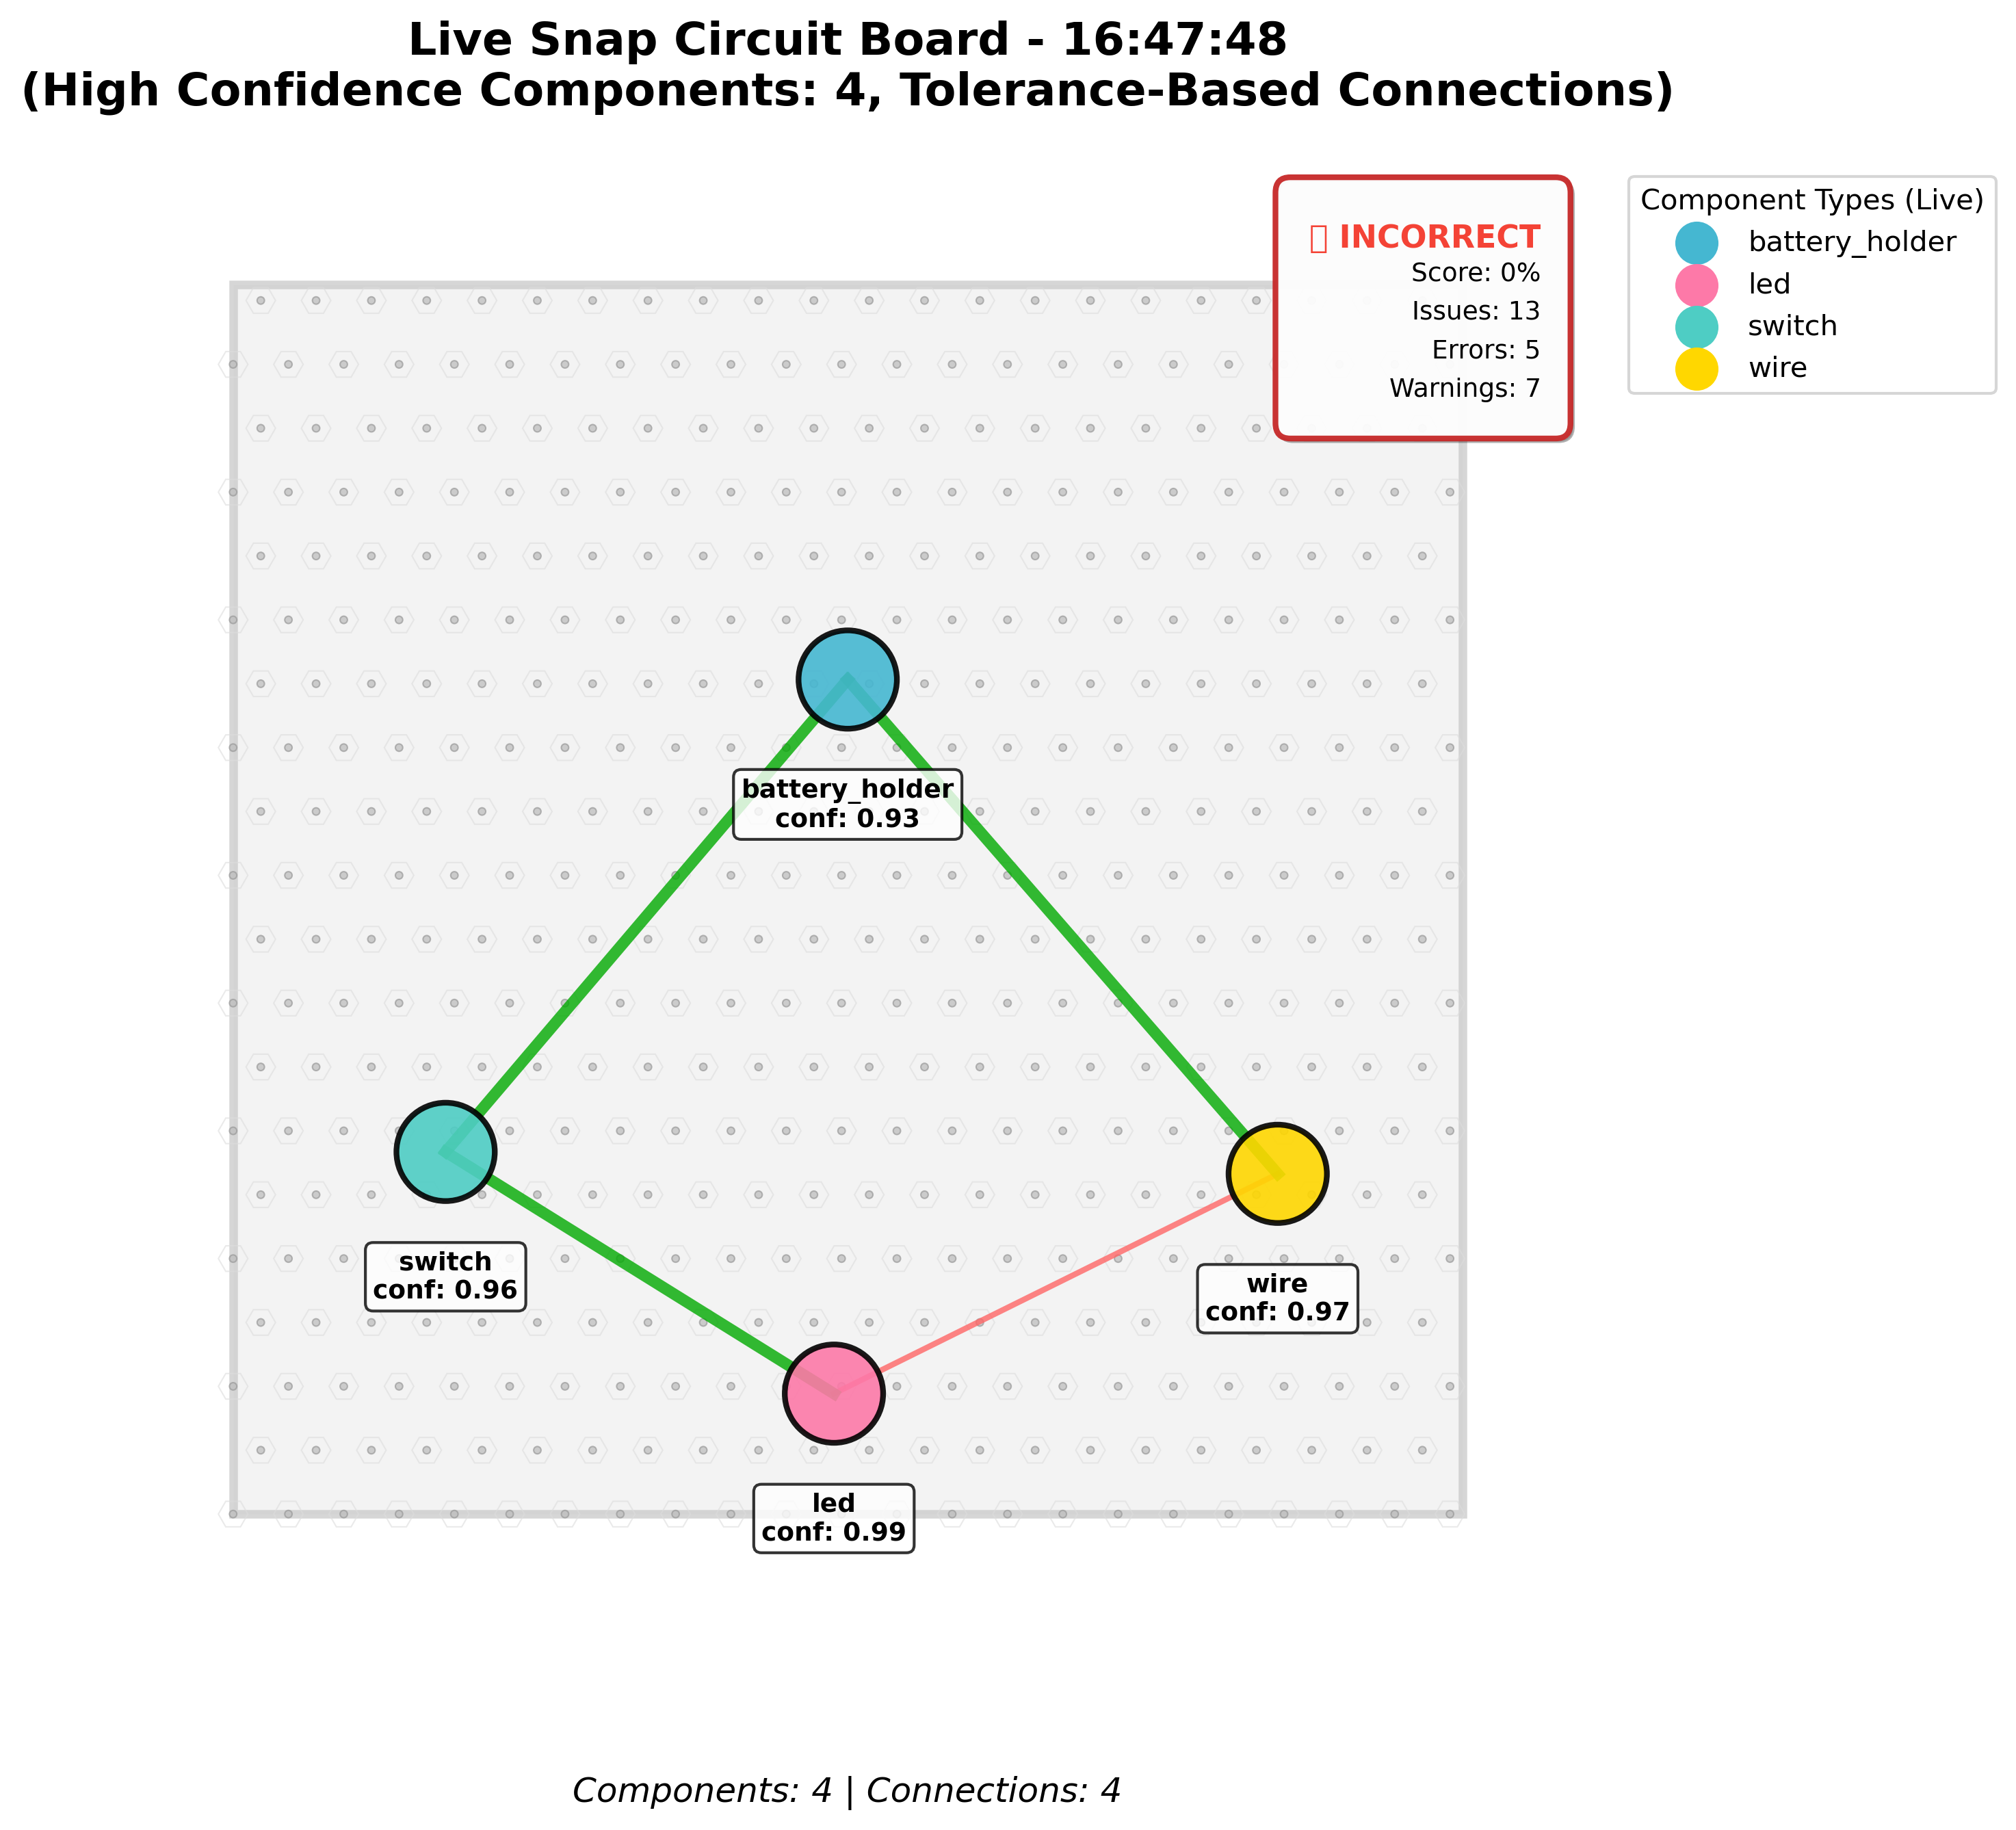 Live Snap Circuit Board - 16:47:48
(High Confidence Components: 4, Tolerance-Based Connections)
INCORRECT
Score: 0%
Issues: 13
Errors: 5
Warnings: 7
Component Types (Live)
battery_holder
led
switch
wire
battery_holder
conf: 0.93
switch
conf: 0.96
wire
conf: 0.97
led
conf: 0.99
Components: 4 | Connections: 4